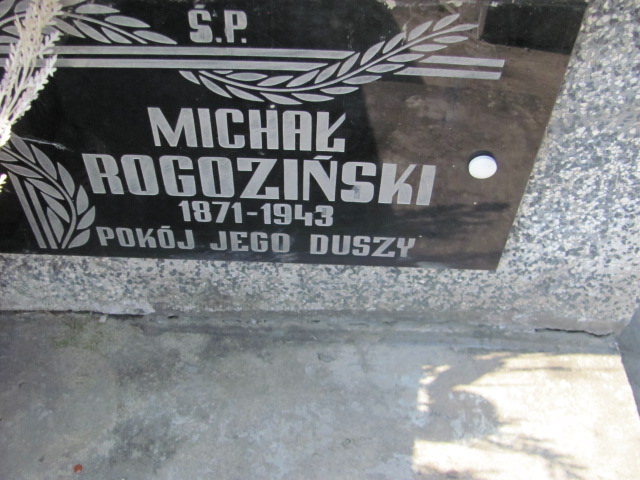 Ś.P.
MICHAŁ
ROGOZIŃSKI
1871-1943
POKÓJ JEGO DUSZY